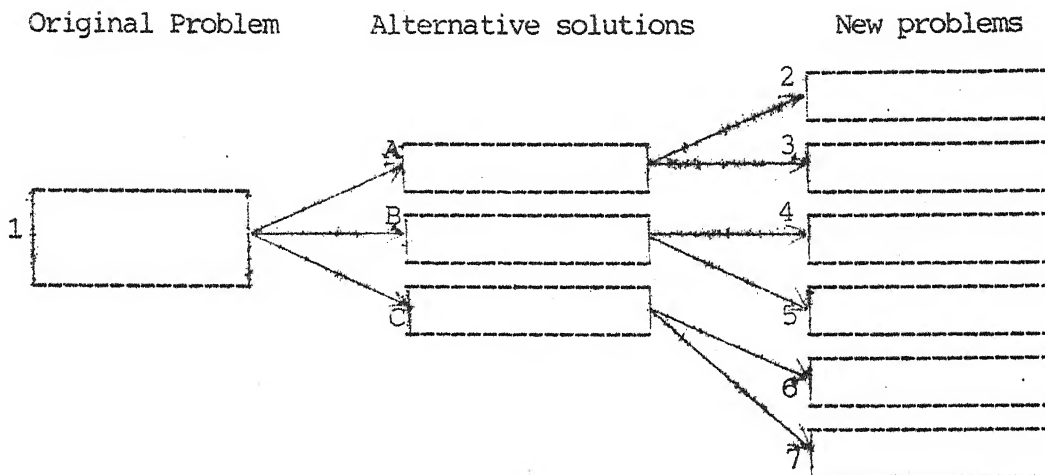 Original Problem Alternative solutions New problems
2
A 3
1 B 4
C 5
6
7